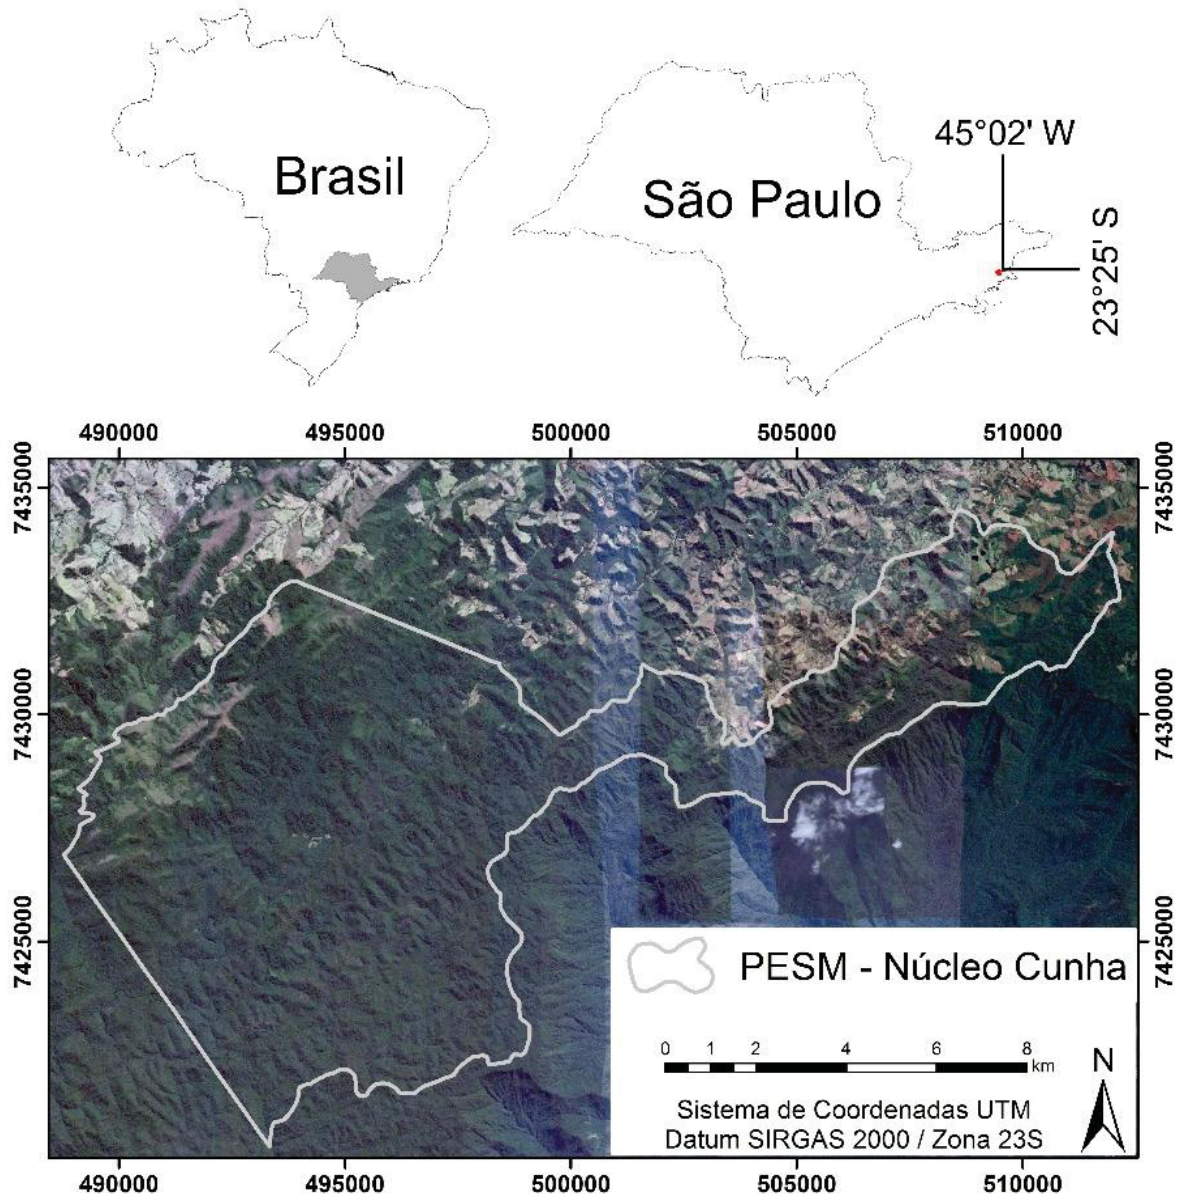 Brasil
São Paulo
45°02' W
23°25' S
490000 495000 500000 505000 510000
7435000 7435000
7430000 7430000
7425000 7425000
PESM - Núcleo Cunha
0 1 2 4 6 8
km
N
Sistema de Coordenadas UTM
Datum SIRGAS 2000 / Zona 23S
490000 495000 500000 505000 510000